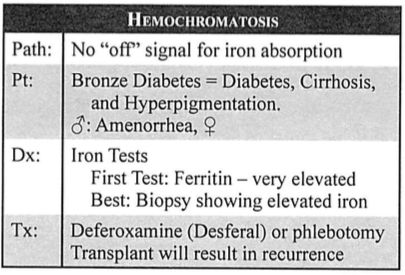 HEMOCHROMATOSIS
Path: No “off” signal for iron absorption
Pt: Bronze Diabetes = Diabetes, Cirrhosis,
and Hyperpigmentation.
♂: Amenorrhea, ♀
Dx: Iron Tests
First Test: Ferritin – very elevated
Best: Biopsy showing elevated iron
Tx: Deferoxamine (Desferal) or phlebotomy
Transplant will result in recurrence